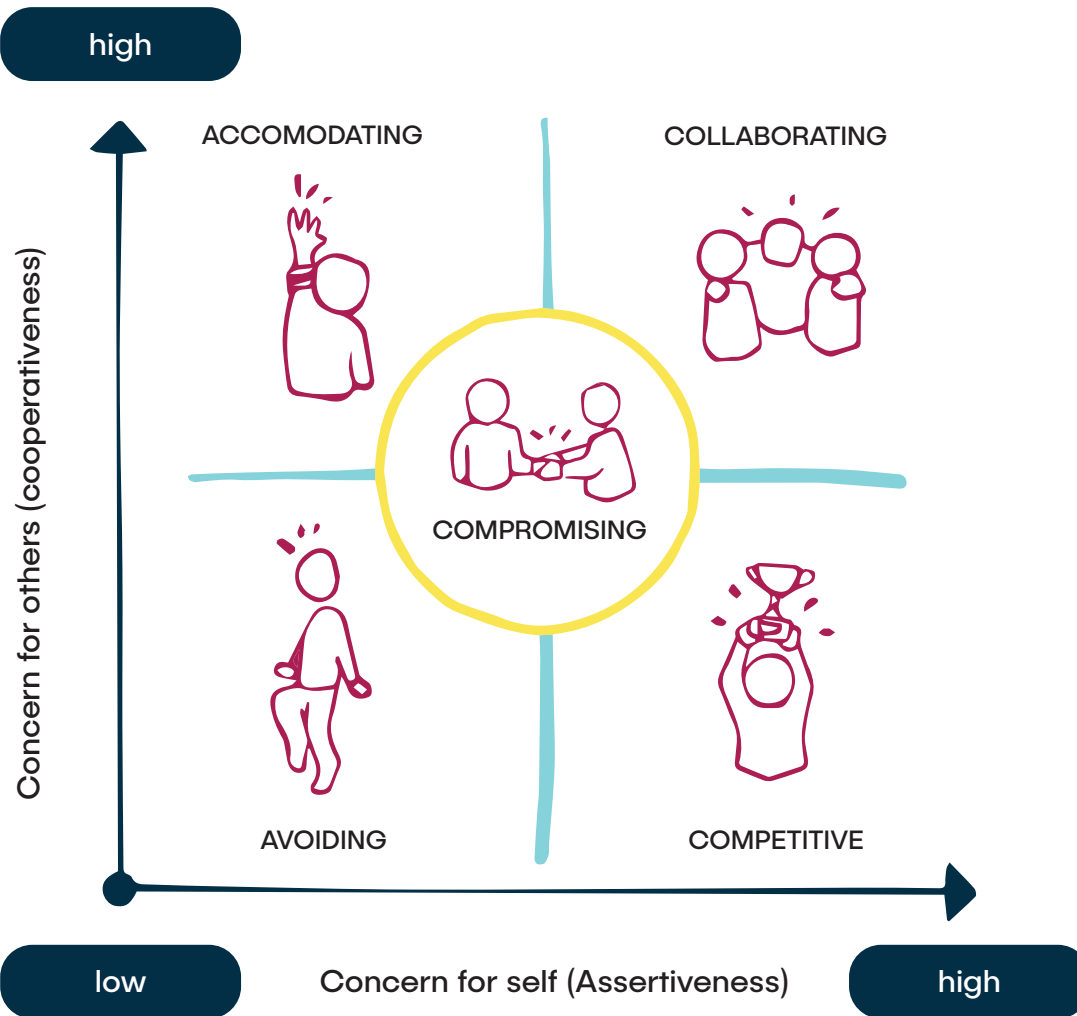 high
ACCOMODATING
COLLABORATING
Concern for others (cooperativeness)
COMPROMISING
AVOIDING
COMPETITIVE
low
Concern for self (Assertiveness)
high